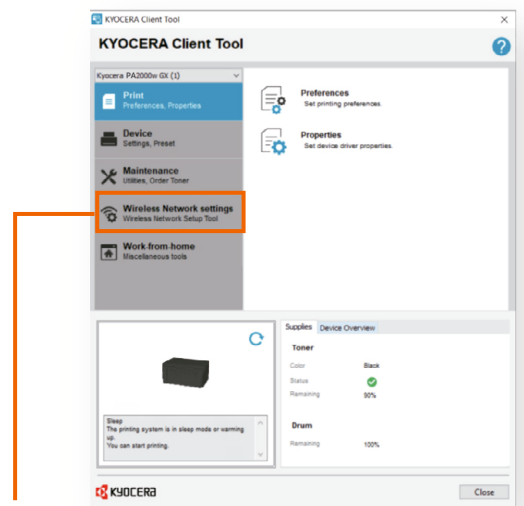 KYOCERA Client Tool
KYOCERA Client Tool
?
Kyocera PA2000w GX (1)
Print
Preferences, Properties
Device
Settings, Preset
Maintenance
Utilities, Order Toner
Wireless Network settings
Wireless Network Setup Tool
Work-from-home
Miscellaneous tools
Preferences
Set printing preferences.
Properties
Set device driver properties.
Sleep
The printing system is in sleep mode or warming
up.
You can start printing.
Supplies Device Overview
Toner
Color Black
Status
Remaining 90%
Drum
Remaining 100%
KYOCERA
Close